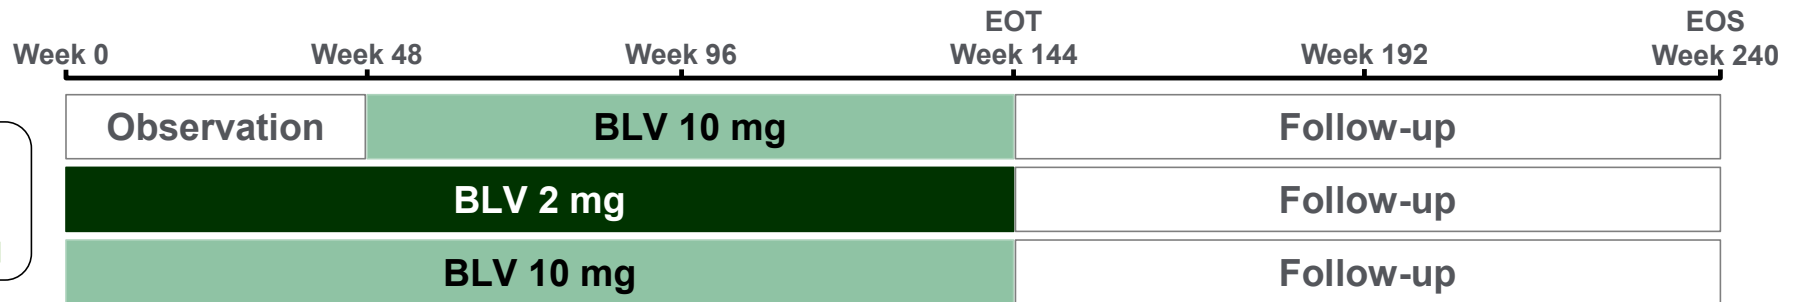 EOT EOS
Week 0 Week 48 Week 96 Week 144 Week 192 Week 240
Observation BLV 10 mg Follow-up
BLV 2 mg Follow-up
BLV 10 mg Follow-up